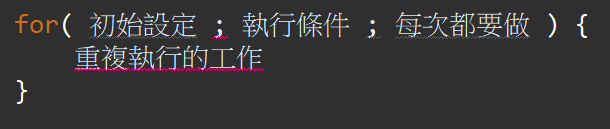 for( 初始設定 ; 執行條件 ; 每次都要做 ) {
重複執行的工作
}